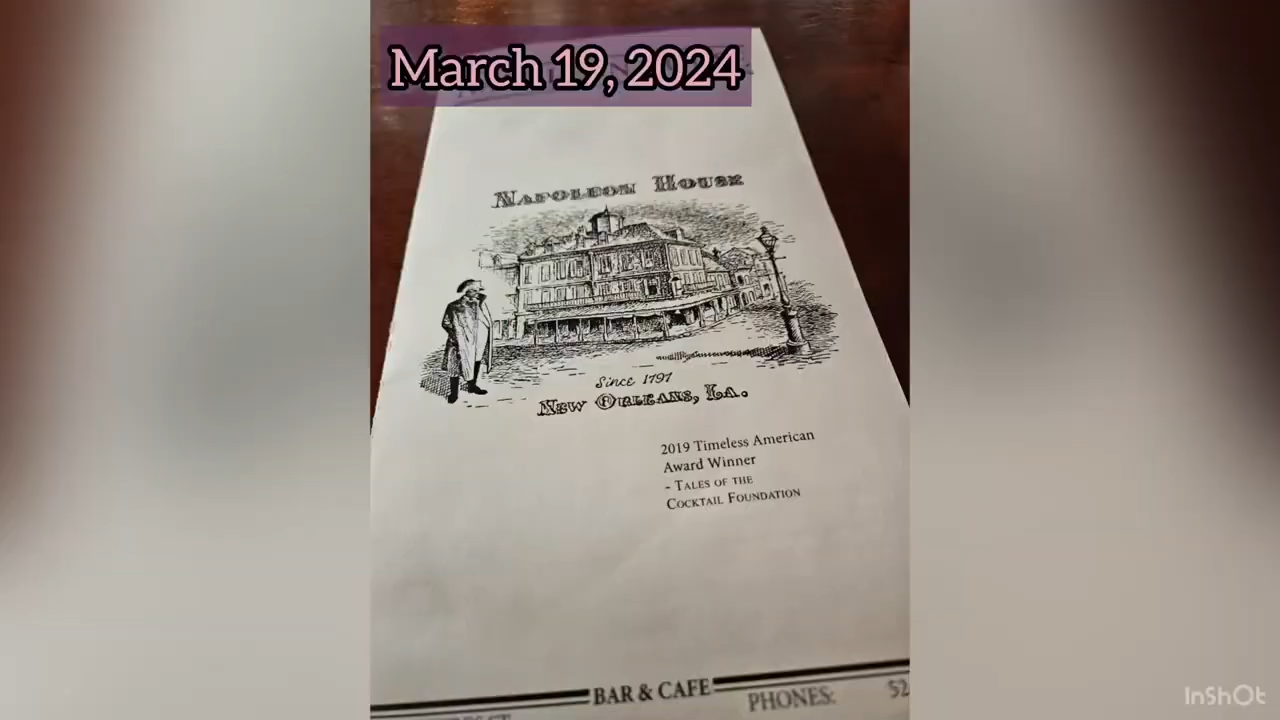 March 19, 2024
NAPOLEON HOUSE
Since 1797
NEW ORLEANS, LA.
2019 Timeless American
Award Winner
- TALES OF THE
COCKTAIL FOUNDATION
BAR & CAFE
PHONES: 52
InShOt